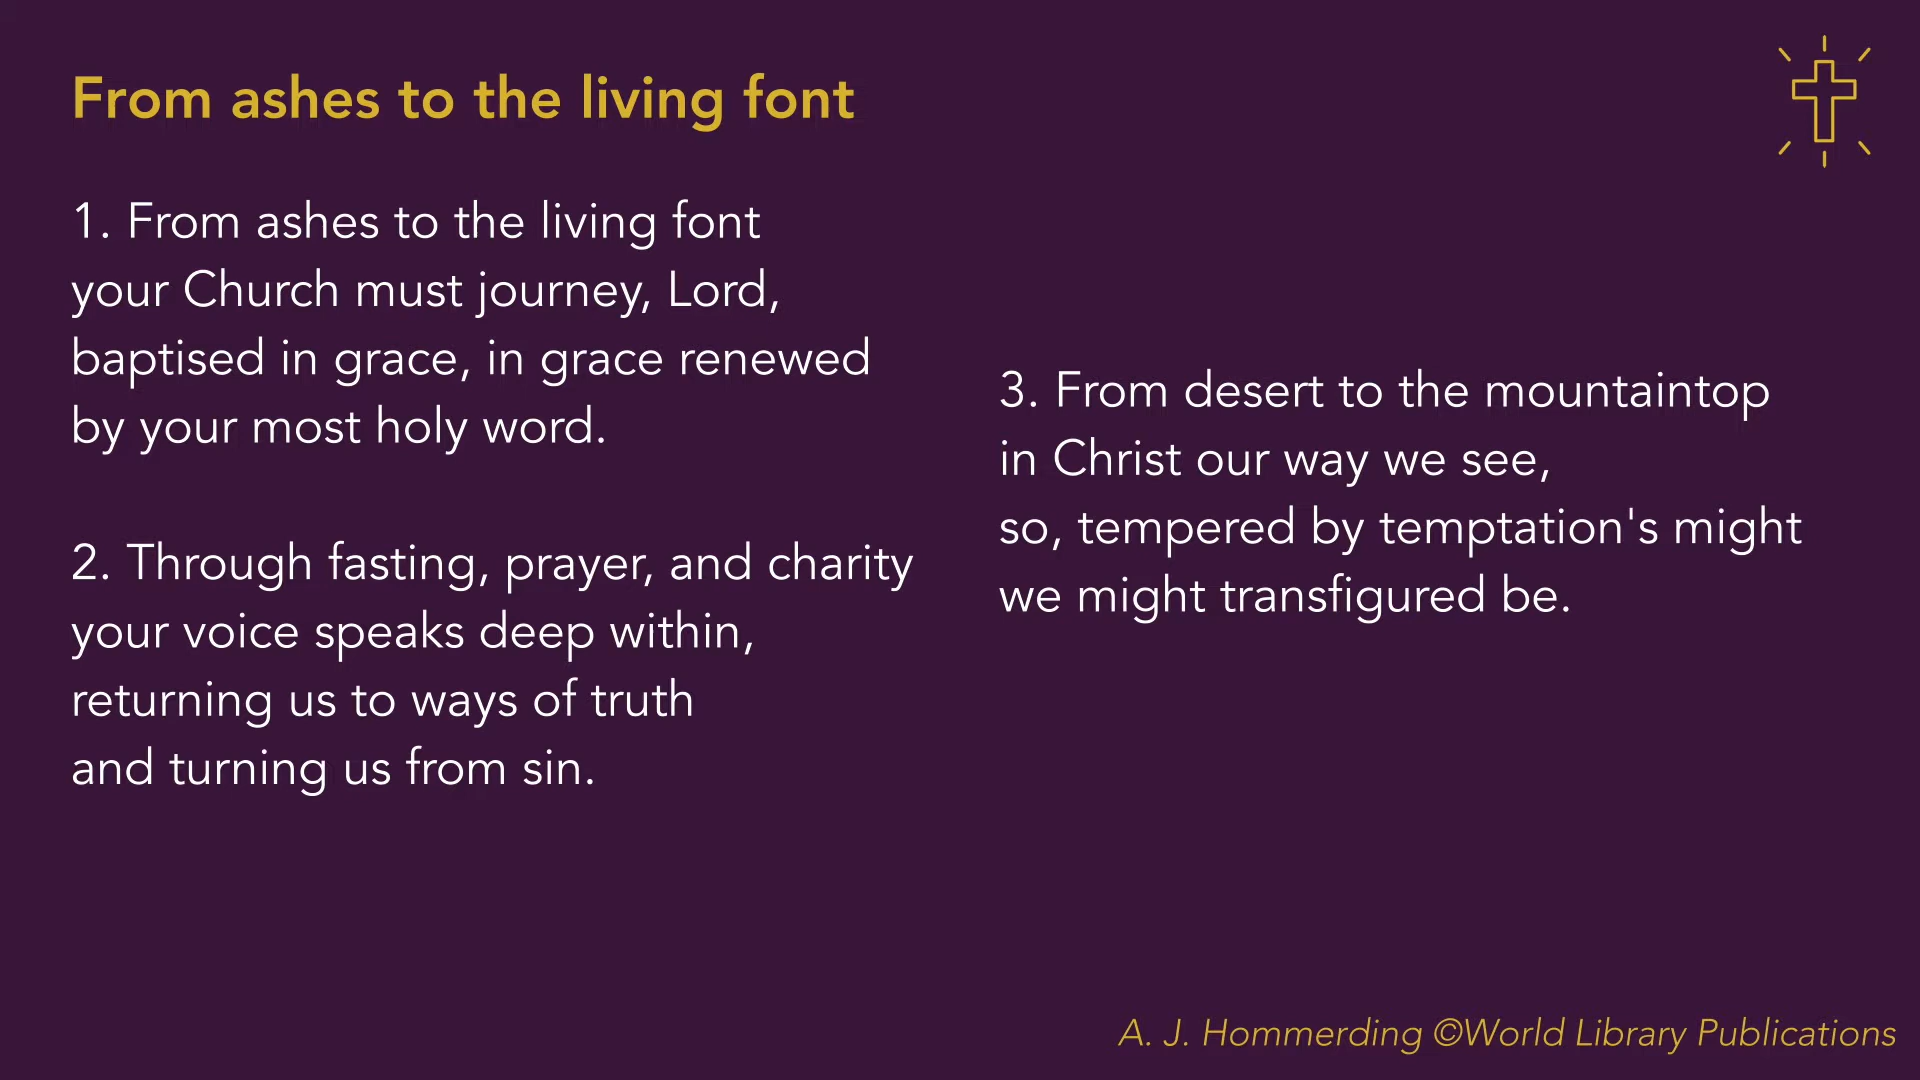 From ashes to the living font
1. From ashes to the living font
your Church must journey, Lord,
baptised in grace, in grace renewed
by your most holy word.
2. Through fasting, prayer, and charity
your voice speaks deep within,
returning us to ways of truth
and turning us from sin.
3. From desert to the mountaintop
in Christ our way we see,
so, tempered by temptation's might
we might transfigured be.
A. J. Hommerding ©World Library Publications